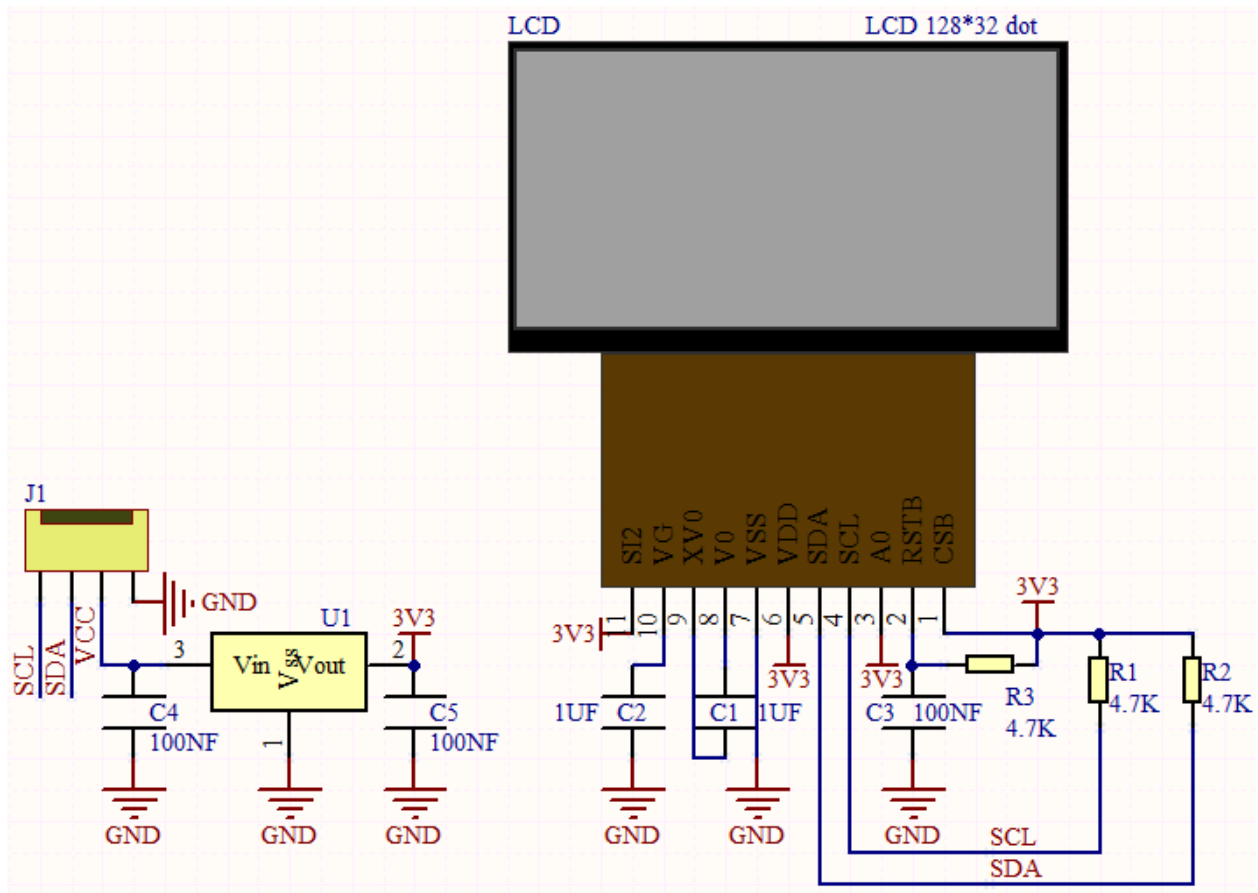 LCD
LCD 128*32 dot
SI2
VG
XV0
V0
VSS
VDD
SDA
SCL
A0
RSTB
CSB
11
10
9
8
7
6
5
4
3
2
1
J1
SCL
SDA
VCC
GND
U1
3
Vin
Vss
Vout
2
1
3V3
C4
100NF
GND
GND
C5
100NF
GND
3V3
1UF
C2
GND
C1
1UF
GND
3V3
3V3
C3
100NF
GND
R3
4.7K
3V3
R1
4.7K
R2
4.7K
SCL
SDA